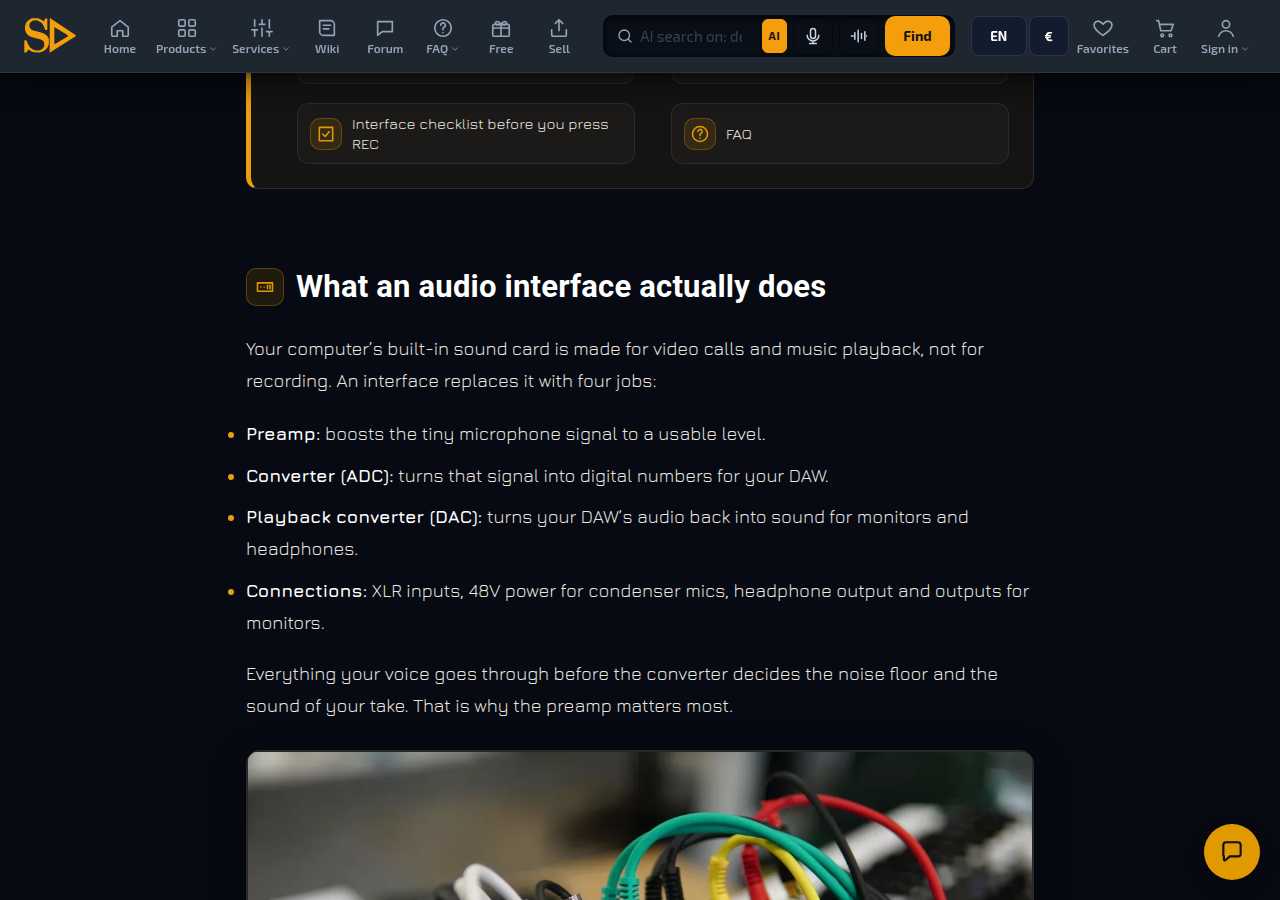 SD
Home
Products
Services
Wiki
Forum
FAQ
Free
Sell
AI search on:
AI
Find
EN
€
Favorites
Cart
Sign in
Interface checklist before you press
REC
FAQ
What an audio interface actually does
Your computer's built-in sound card is made for video calls and music playback, not for
recording. An interface replaces it with four jobs:
Preamp: boosts the tiny microphone signal to a usable level.
Converter (ADC): turns that signal into digital numbers for your DAW.
Playback converter (DAC): turns your DAW's audio back into sound for monitors and
headphones.
Connections: XLR inputs, 48V power for condenser mics, headphone output and outputs for
monitors.
Everything your voice goes through before the converter decides the noise floor and the
sound of your take. That is why the preamp matters most.